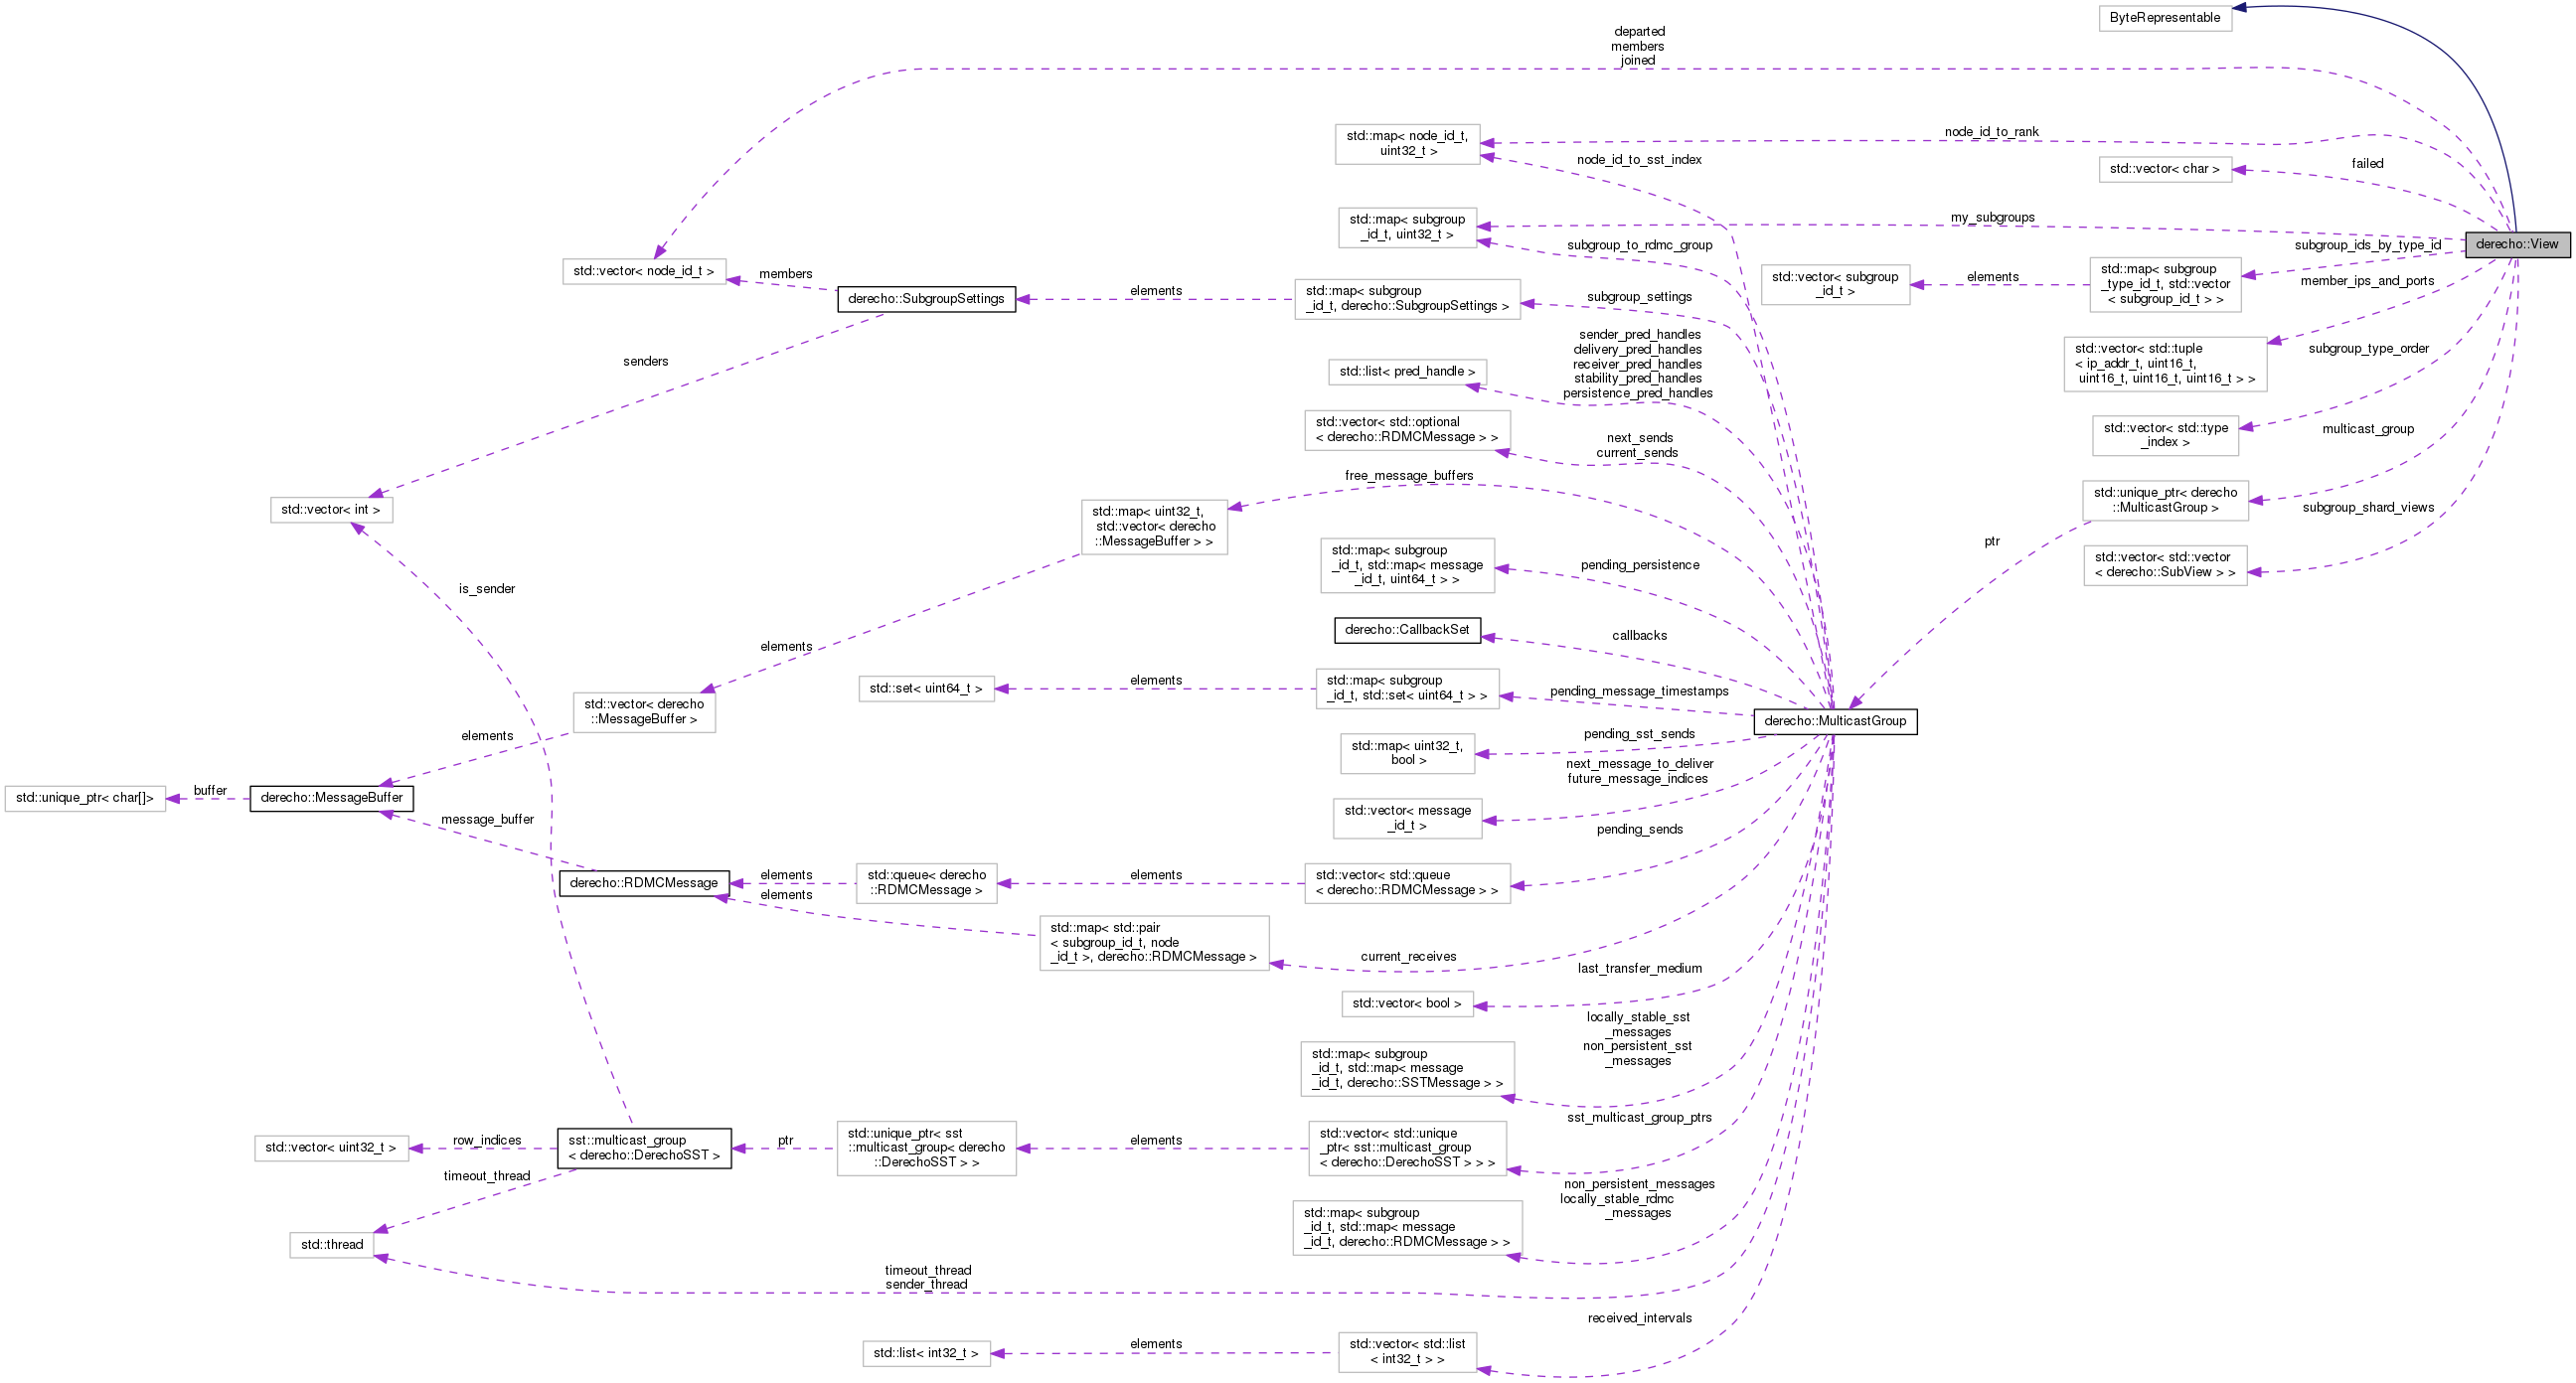 ByteRepresentable
departed
members
joined
std::map< node_id_t,
uint32_t >
node_id_to_rank
node_id_to_sst_index
std::vector< char >
failed
std::map< subgroup
_id_t, uint32_t >
my_subgroups
subgroup_to_rdmc_group
derecho::View
subgroup_ids_by_type_id
std::vector< node_id_t >
members
derecho::SubgroupSettings
elements
std::map< subgroup
_id_t, derecho::SubgroupSettings >
subgroup_settings
std::vector< subgroup
_id_t >
elements
std::map< subgroup
_type_id_t, std::vector
< subgroup_id_t > >
member_ips_and_ports
senders
std::list< pred_handle >
sender_pred_handles
delivery_pred_handles
receiver_pred_handles
stability_pred_handles
persistence_pred_handles
std::vector< std::tuple
< ip_addr_t, uint16_t,
uint16_t, uint16_t, uint16_t > >
subgroup_type_order
std::vector< std::optional
< derecho::RDMCMessage > >
next_sends
current_sends
std::vector< std::type
_index >
multicast_group
free_message_buffers
std::vector< int >
std::map< uint32_t,
std::vector< derecho
::MessageBuffer > >
std::unique_ptr< derecho
::MulticastGroup >
subgroup_shard_views
ptr
std::map< subgroup
_id_t, std::map< message
_id_t, uint64_t > >
pending_persistence
std::vector< std::vector
< derecho::SubView > >
is_sender
derecho::CallbackSet
callbacks
elements
std::set< uint64_t >
elements
std::map< subgroup
_id_t, std::set< uint64_t > >
pending_message_timestamps
std::vector< derecho
::MessageBuffer >
derecho::MulticastGroup
elements
std::map< uint32_t,
bool >
pending_sst_sends
next_message_to_deliver
future_message_indices
std::unique_ptr< char[]>
buffer
derecho::MessageBuffer
message_buffer
std::vector< message
_id_t >
pending_sends
derecho::RDMCMessage
elements
elements
std::queue< derecho
::RDMCMessage >
elements
std::vector< std::queue
< derecho::RDMCMessage > >
std::map< std::pair
< subgroup_id_t, node
_id_t >, derecho::RDMCMessage >
current_receives
last_transfer_medium
std::vector< bool >
locally_stable_sst
_messages
non_persistent_sst
_messages
std::map< subgroup
_id_t, std::map< message
_id_t, derecho::SSTMessage > >
sst_multicast_group_ptrs
std::vector< uint32_t >
row_indices
sst::multicast_group
< derecho::DerechoSST >
ptr
std::unique_ptr< sst
::multicast_group< derecho
::DerechoSST > >
elements
std::vector< std::unique
_ptr< sst::multicast_group
< derecho::DerechoSST > > >
timeout_thread
non_persistent_messages
locally_stable_rdmc
_messages
std::map< subgroup
_id_t, std::map< message
_id_t, derecho::RDMCMessage > >
std::thread
timeout_thread
sender_thread
received_intervals
std::list< int32_t >
elements
std::vector< std::list
< int32_t > >